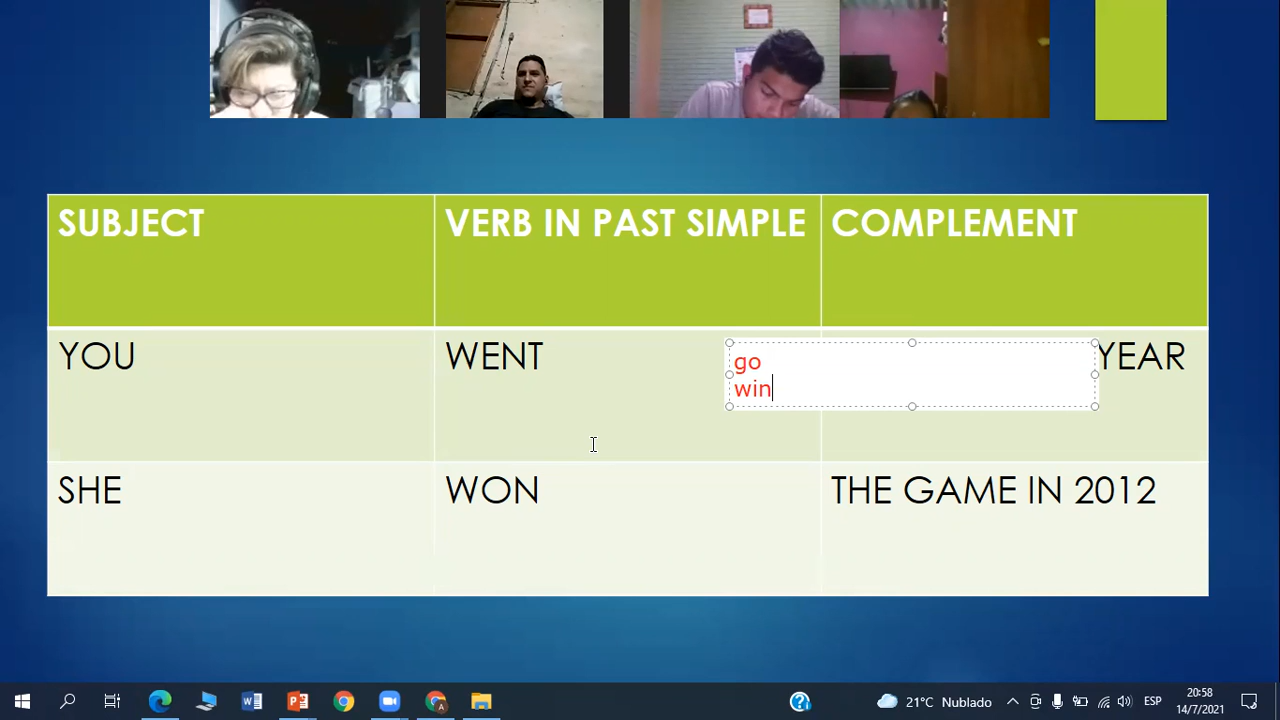 SUBJECT VERB IN PAST SIMPLE COMPLEMENT
YOU WENT YEAR
go
win
SHE WON THE GAME IN 2012
21°C Nublado ESP 20:58
14/7/2021